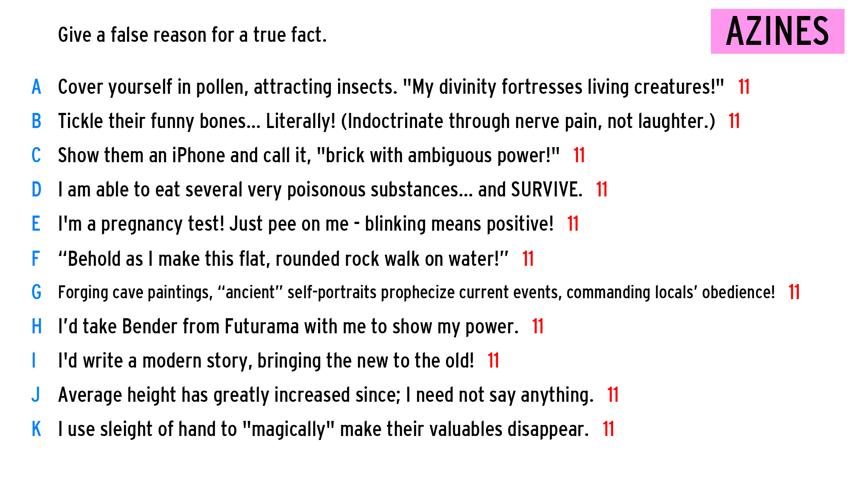 Give a false reason for a true fact.
AZINES
A Cover yourself in pollen, attracting insects. "My divinity fortresses living creatures!" 11
B Tickle their funny bones... Literally! (Indoctrinate through nerve pain, not laughter.) 11
C Show them an iPhone and call it, "brick with ambiguous power!" 11
D I am able to eat several very poisonous substances... and SURVIVE. 11
E I'm a pregnancy test! Just pee on me - blinking means positive! 11
F “Behold as I make this flat, rounded rock walk on water!” 11
G Forging cave paintings, “ancient” self-portraits prophecize current events, commanding locals’ obedience! 11
H I’d take Bender from Futurama with me to show my power. 11
I I'd write a modern story, bringing the new to the old! 11
J Average height has greatly increased since; I need not say anything. 11
K I use sleight of hand to "magically" make their valuables disappear. 11